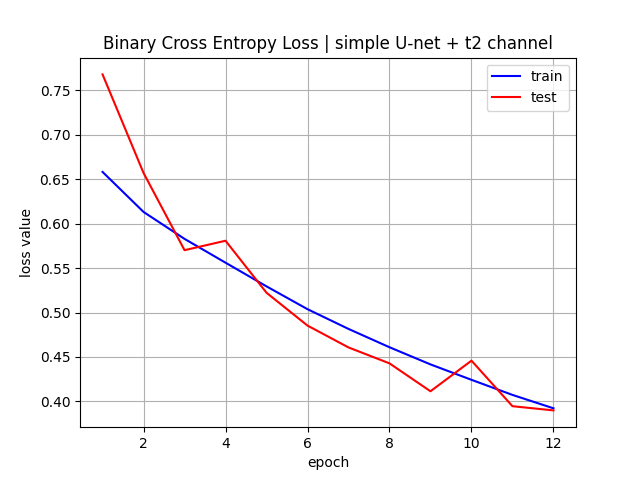 Binary Cross Entropy Loss | simple U-net + t2 channel
train
test
0.75
0.70
0.65
0.60
0.55
0.50
0.45
0.40
loss value
2 4 6 8 10 12
epoch